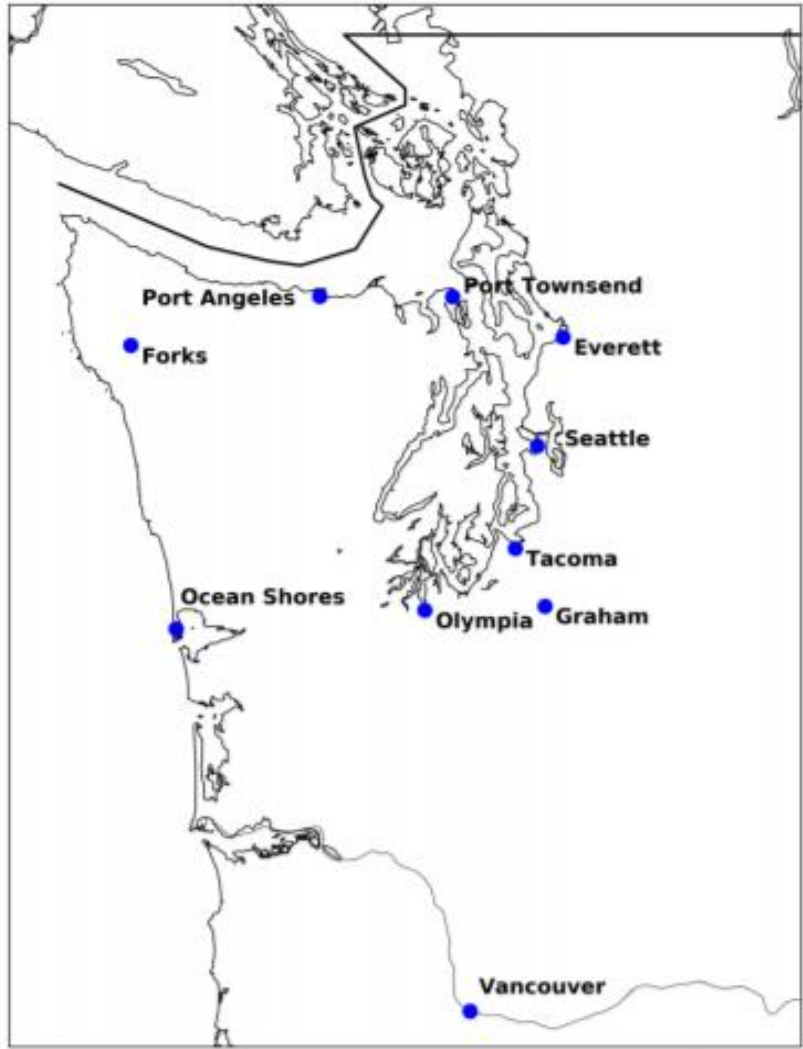 Port Townsend
Port Angeles
Everett
Forks
Seattle
Tacoma
Ocean Shores
Graham
Olympia
Vancouver